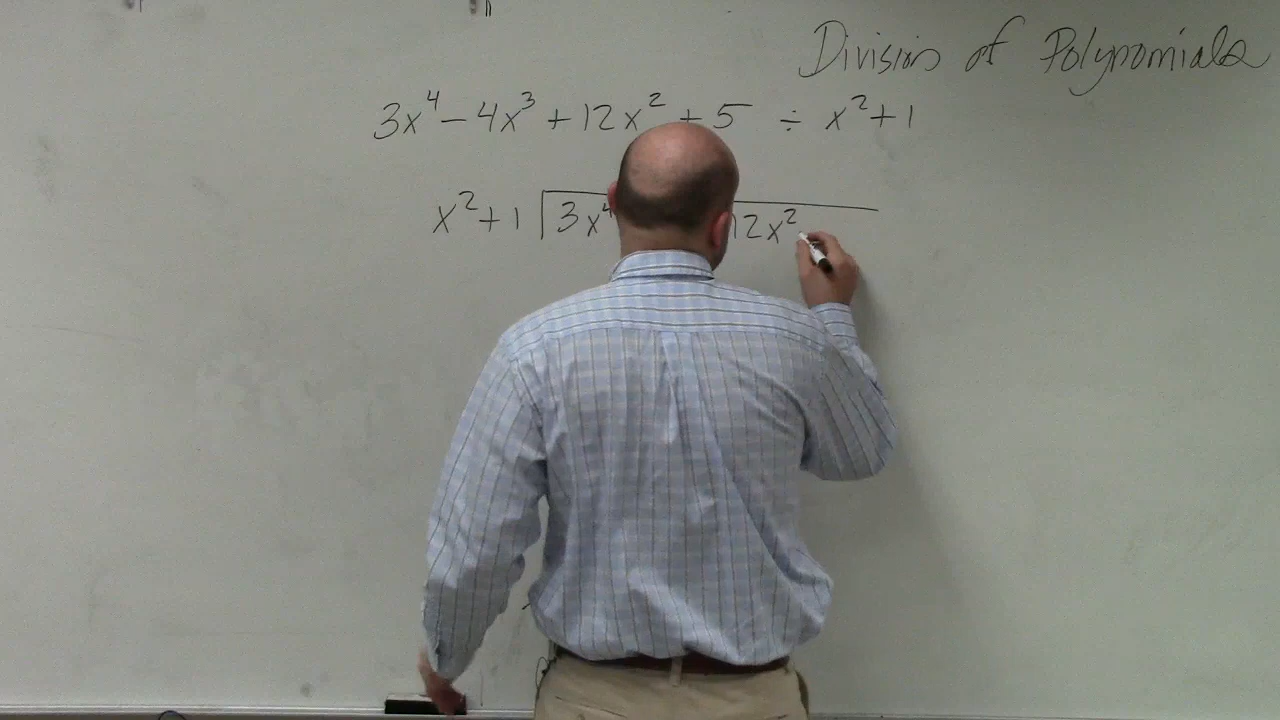 Division of Polynomials
3x⁴ - 4x³ + 12x² + 5 ÷ x² + 1
x² + 1 3x⁴ 12x²